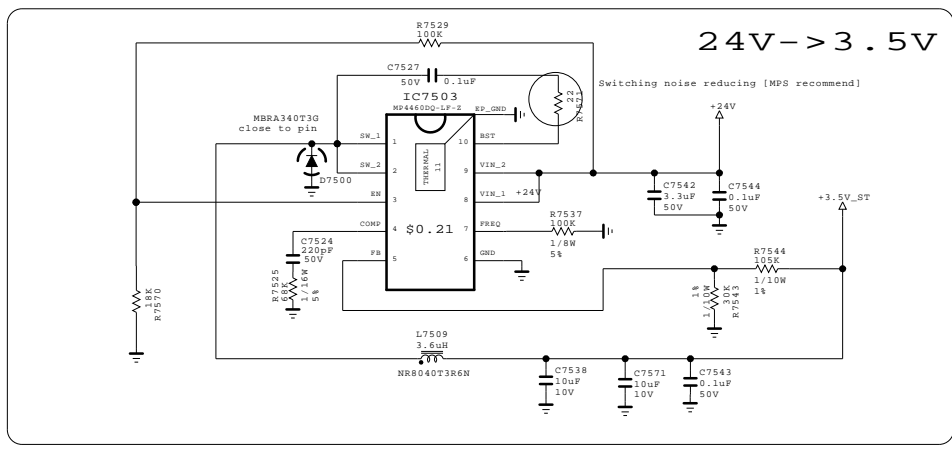 R7529
100K
24V->3.5V
C7527
50V
0.1uF
22
R7571
Switching noise reducing [MPS recommend]
IC7503
MP4460DQ-LF-Z
EP_GND
+24V
MBRA340T3G
close to pin
D7500
SW_1
1
SW_2
2
EN
3
COMP
4
FB
5
THERMAL
11
$0.21
10
BST
9
VIN_2
8
VIN_1
7
FREQ
6
GND
+24V
C7542
3.3uF
50V
C7544
0.1uF
50V
+3.5V_ST
R7537
100K
1/8W
5%
C7524
220pF
50V
R7525
68K
1/16W
5%
R7544
105K
1/10W
1%
1%
1/10W
30K
R7543
18K
R7570
L7509
3.6uH
NR8040T3R6N
C7538
10uF
10V
C7571
10uF
10V
C7543
0.1uF
50V